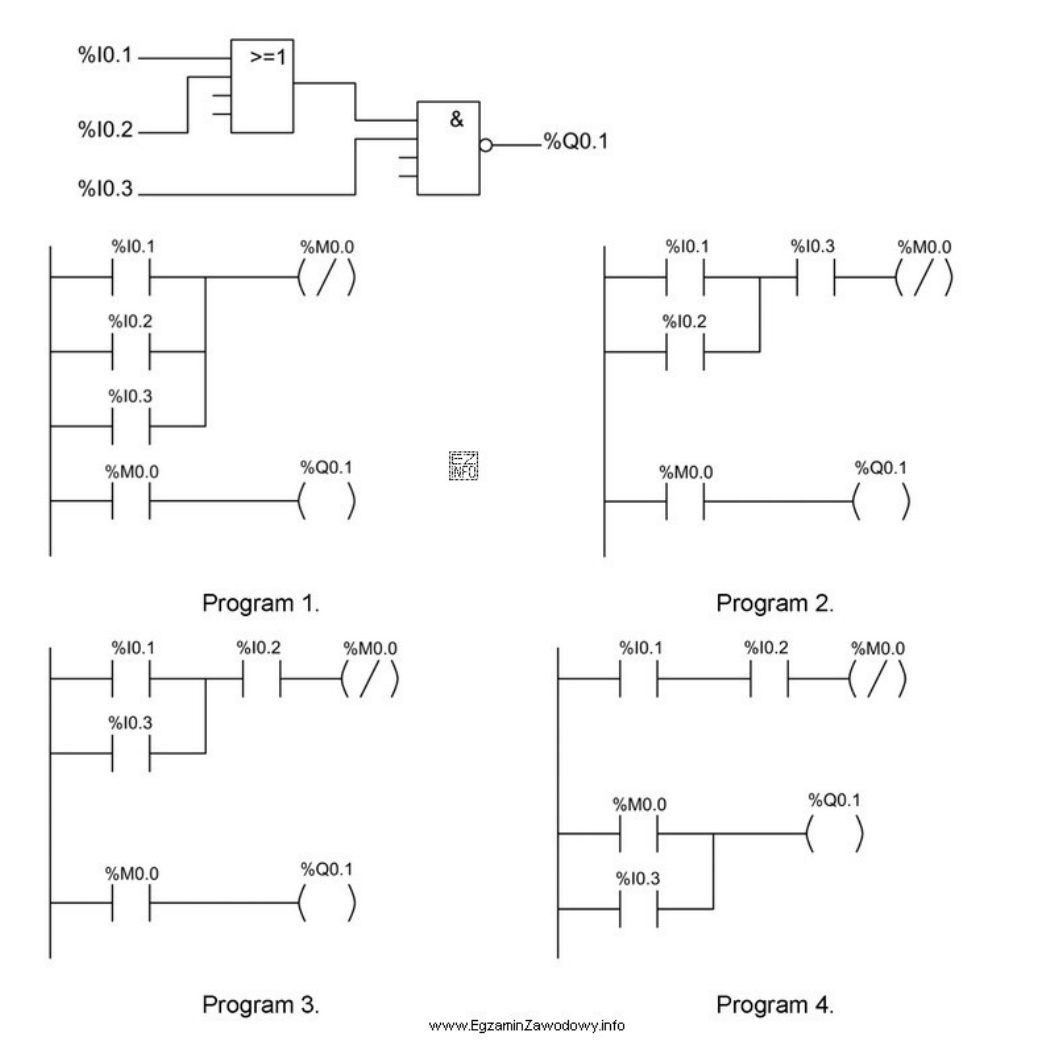 %I0.1
>=1
%I0.2
&
%Q0.1
%I0.3
%I0.1 %M0.0
%I0.2
%I0.3
%M0.0 %Q0.1
Program 1.
%I0.1 %I0.3 %M0.0
%I0.2
%M0.0 %Q0.1
Program 2.
EZ
INFO
%I0.1 %I0.2 %M0.0
%I0.3
%M0.0 %Q0.1
Program 3.
%I0.1 %I0.2 %M0.0
%M0.0 %Q0.1
%I0.3
Program 4.
www.EgzaminZawodowy.info